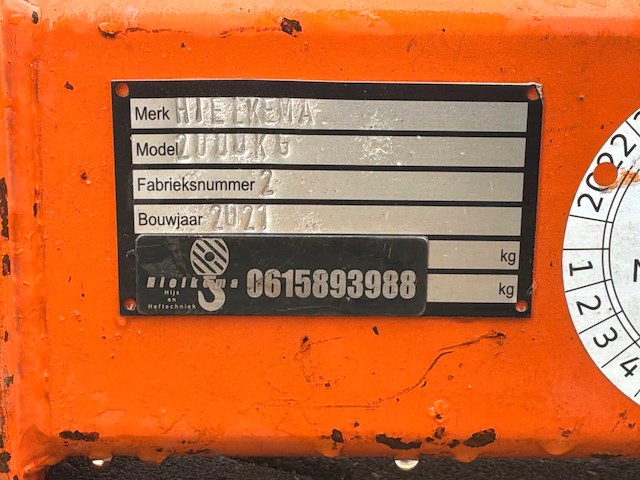 Merk HIELKEMA
Model 2000KG
Fabrieksnummer 2
Bouwjaar 2021
kg
kg
Hielkema
Hijs
en
Heftechniek
0615893988
2022
1
2
3
4